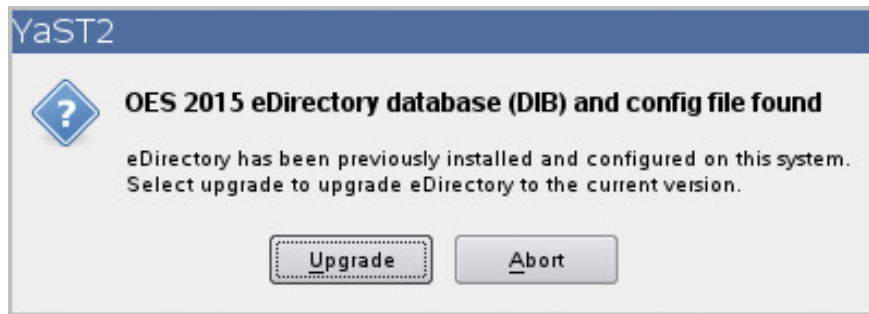 YaST2
OES 2015 eDirectory database (DIB) and config file found
eDirectory has been previously installed and configured on this system.
Select upgrade to upgrade eDirectory to the current version.
Upgrade Abort